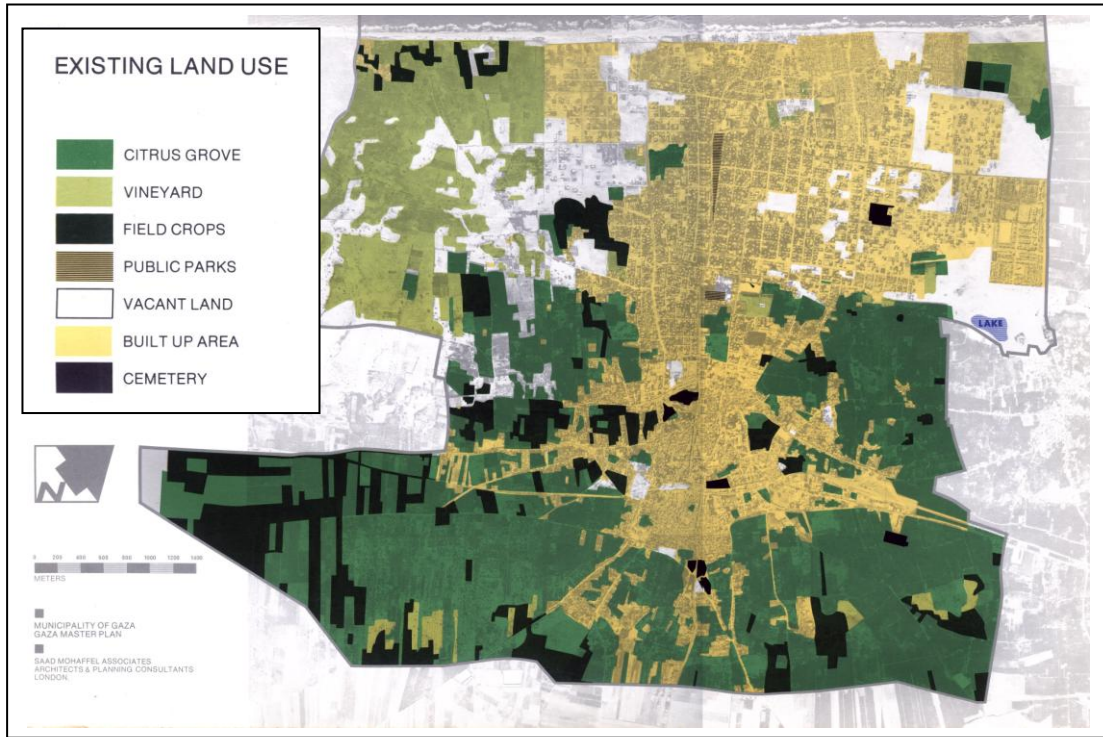 EXISTING LAND USE
CITRUS GROVE
VINEYARD
FIELD CROPS
PUBLIC PARKS
VACANT LAND
BUILT UP AREA
CEMETERY
LAKE
N
0 200 400 600 800 1000 1200 1400
METERS
MUNICIPALITY OF GAZA
GAZA MASTER PLAN
SAAD MOHAFFEL ASSOCIATES
ARCHITECTS & PLANNING CONSULTANTS
LONDON.